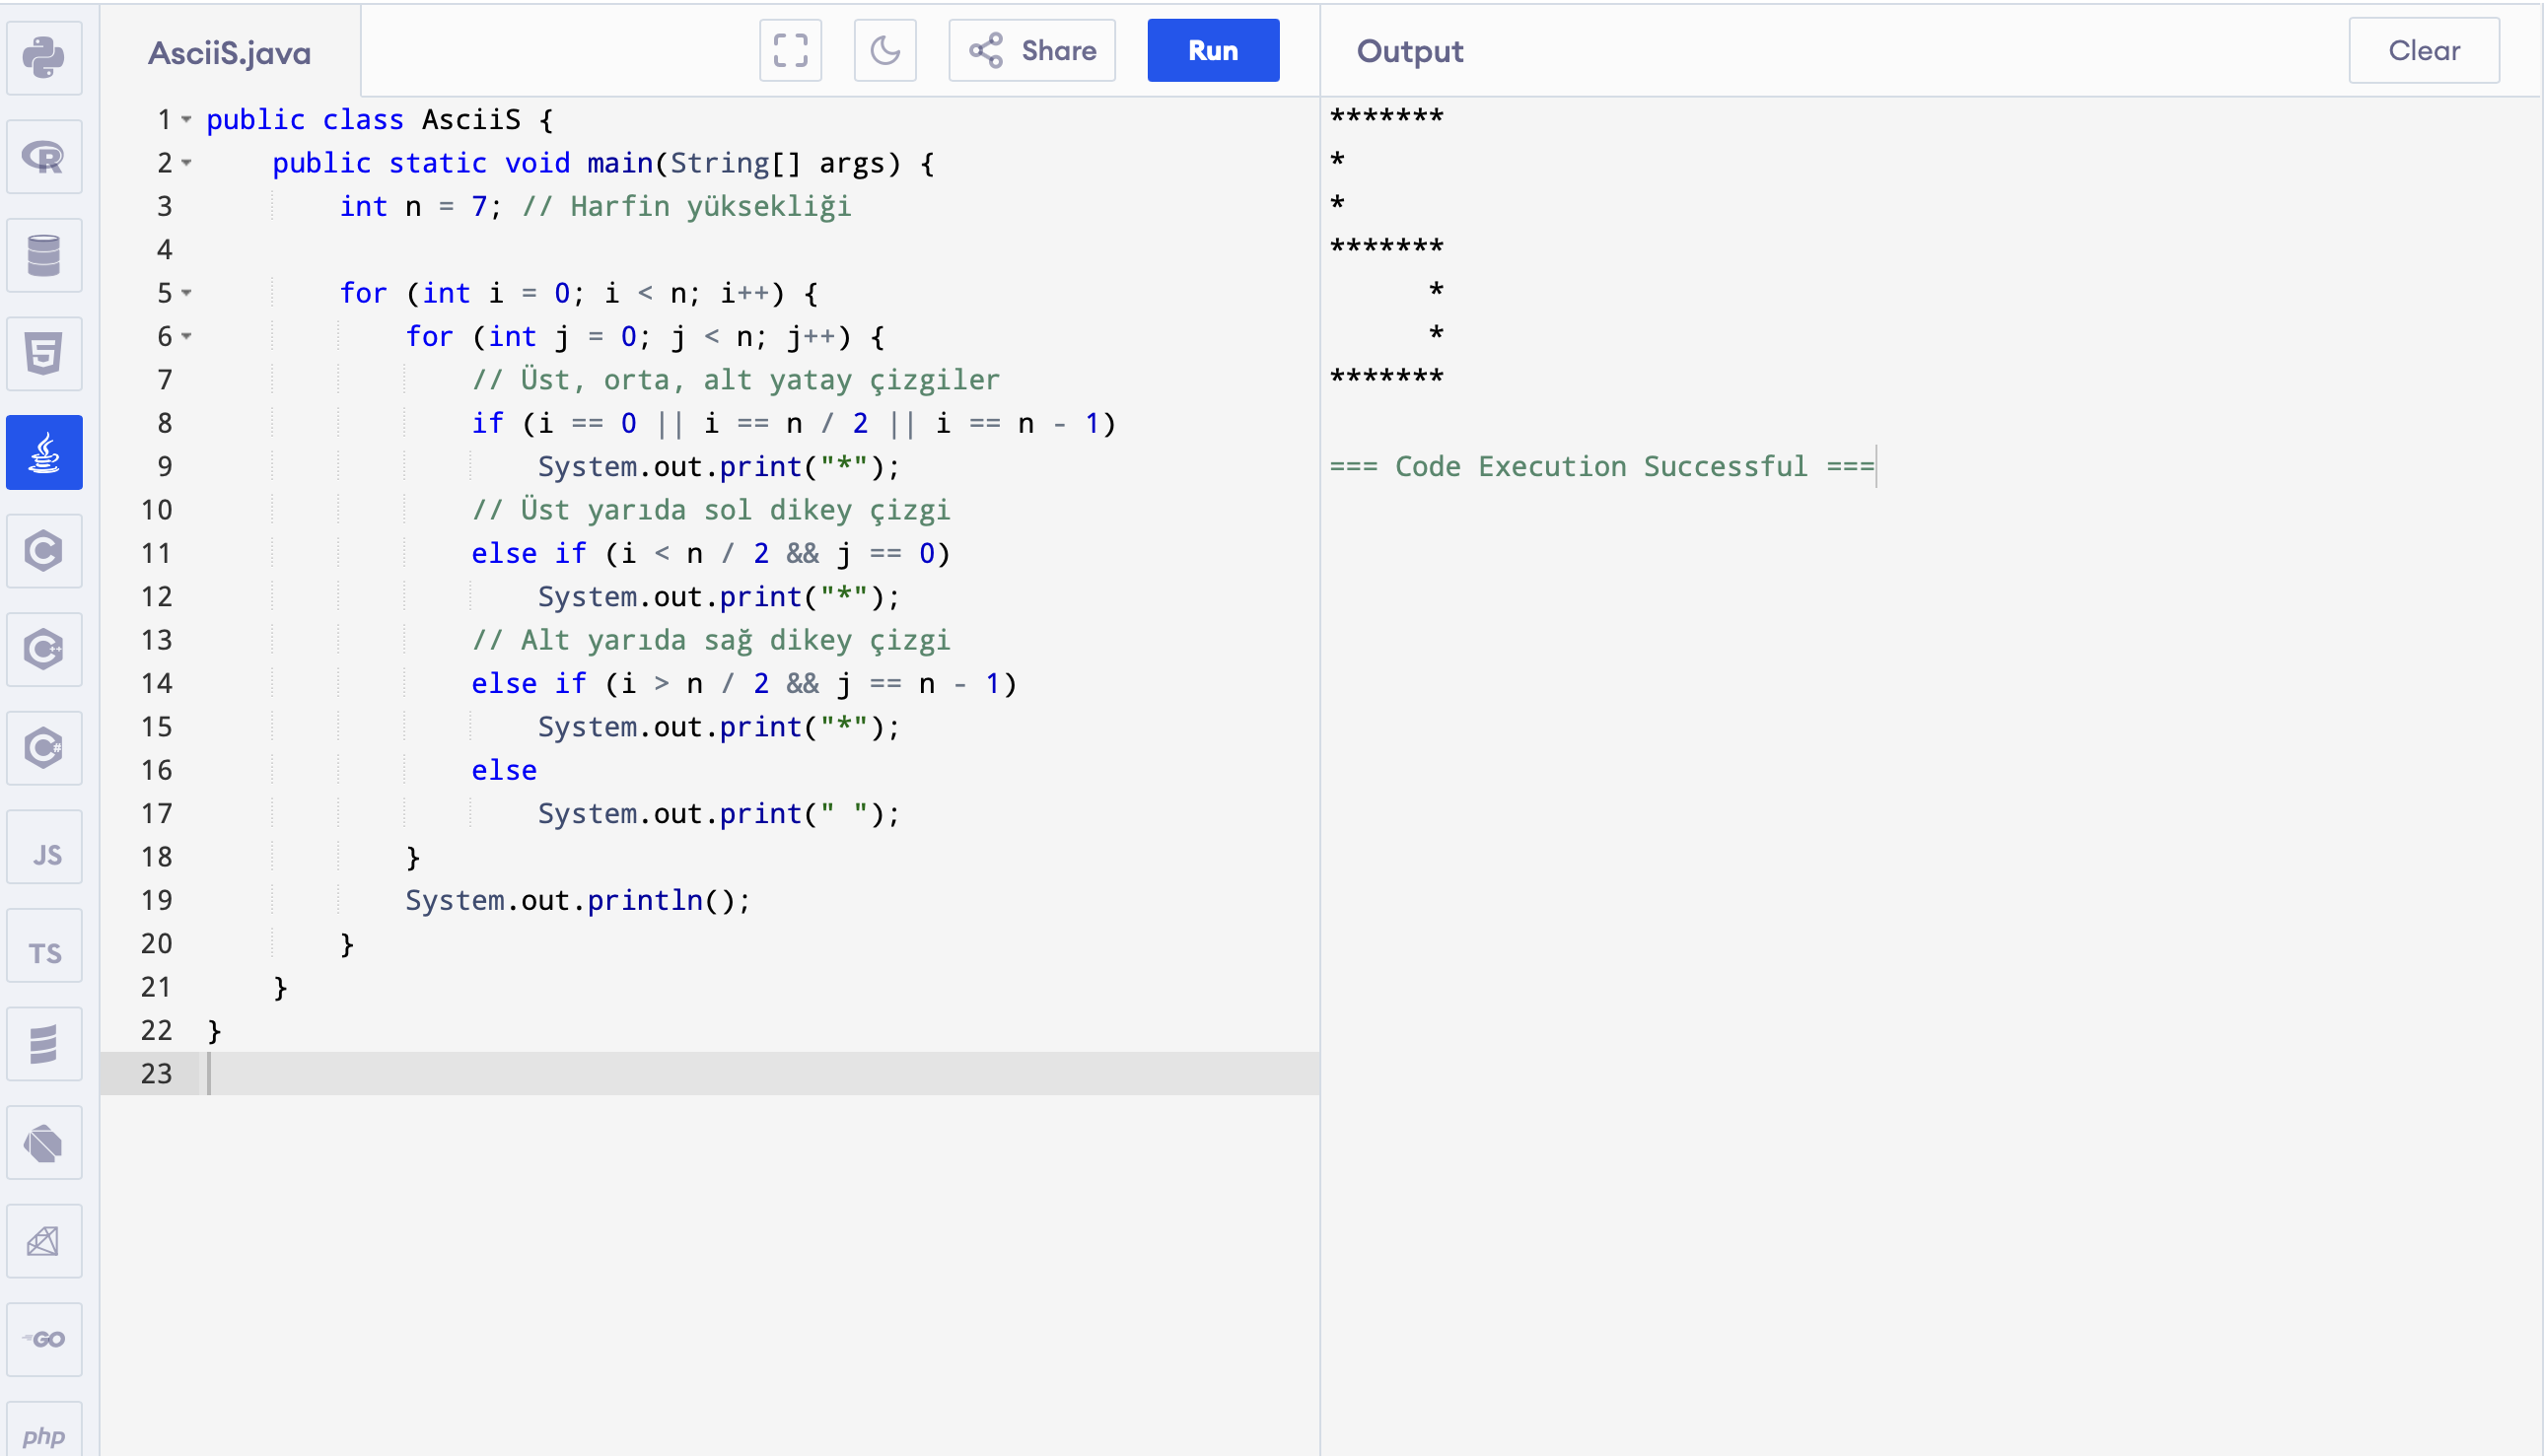 AsciiS.java
Share
Run
Output
Clear
1 public class AsciiS {
2     public static void main(String[] args) {
3         int n = 7; // Harfin yüksekliği
4
5         for (int i = 0; i < n; i++) {
6             for (int j = 0; j < n; j++) {
7                 // Üst, orta, alt yatay çizgiler
8                 if (i == 0 || i == n / 2 || i == n - 1)
9                     System.out.print("*");
10                 // Üst yarıda sol dikey çizgi
11                 else if (i < n / 2 && j == 0)
12                     System.out.print("*");
13                 // Alt yarıda sağ dikey çizgi
14                 else if (i > n / 2 && j == n - 1)
15                     System.out.print("*");
16                 else
17                     System.out.print(" ");
18             }
19             System.out.println();
20         }
21     }
22 }
23
*******
*
*
*******
      *
      *
*******
=== Code Execution Successful ===
R
5
C
C++
C#
JS
TS
GO
php